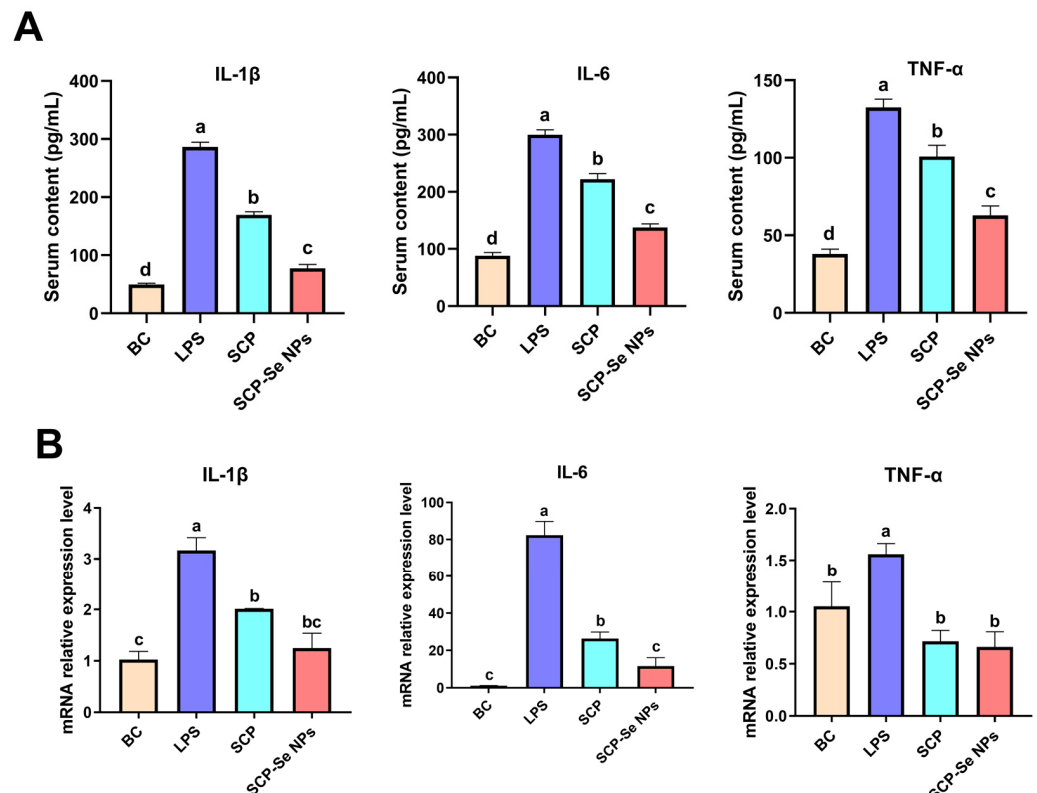 A
IL-1β
Serum content (pg/mL)
400
300
200
100
0
d
a
b
c
BC
LPS
SCP
SCP-Se NPs
IL-6
Serum content (pg/mL)
400
300
200
100
0
d
a
b
c
BC
LPS
SCP
SCP-Se NPs
TNF-α
Serum content (pg/mL)
150
100
50
0
d
a
b
c
BC
LPS
SCP
SCP-Se NPs
B
IL-1β
mRNA relative expression level
4
3
2
1
0
c
a
b
bc
BC
LPS
SCP
SCP-Se NPs
IL-6
mRNA relative expression level
100
80
60
40
20
0
c
a
b
c
BC
LPS
SCP
SCP-Se NPs
TNF-α
mRNA relative expression level
2.0
1.5
1.0
0.5
0.0
b
a
b
b
BC
LPS
SCP
SCP-Se NPs